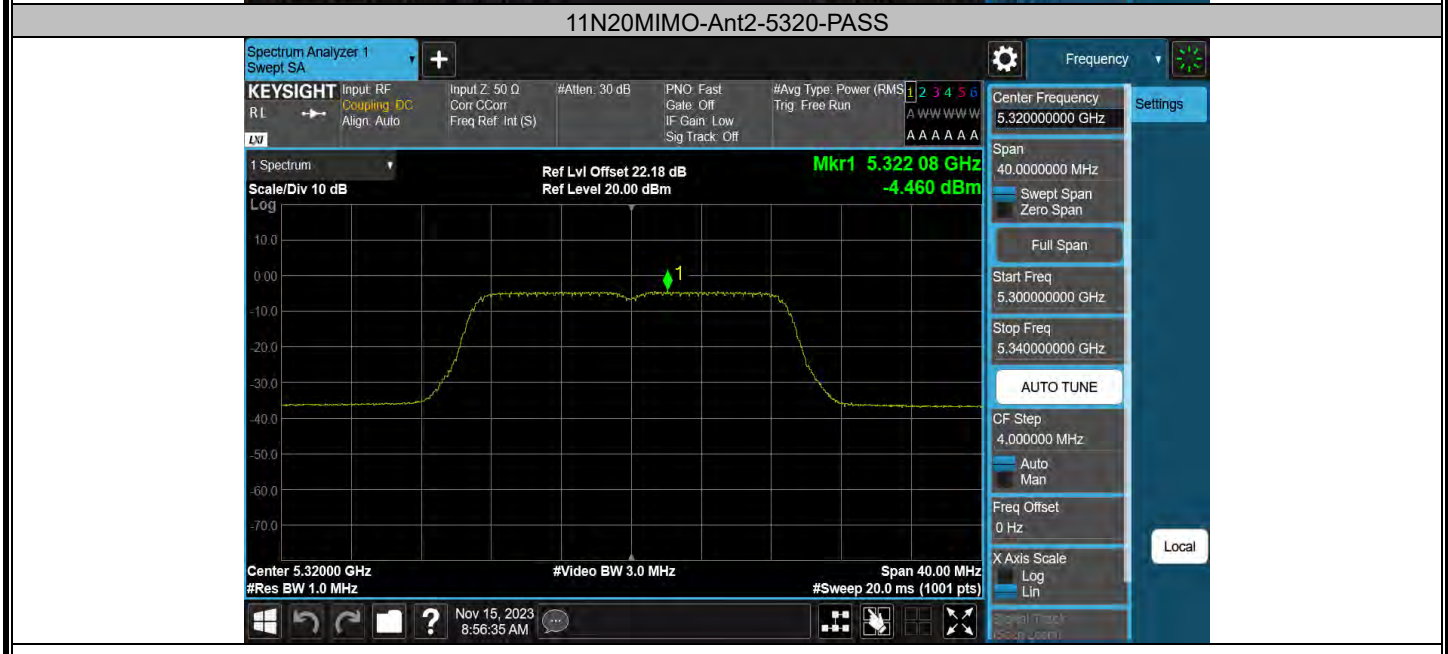 11N20MIMO-Ant2-5320-PASS
Spectrum Analyzer 1
Swept SA
+
Frequency
KEYSIGHT
RL
LXI
Input: RF
Coupling: DC
Align: Auto
Input Z: 50 Ω
Corr CCorr
Freq Ref: Int (S)
#Atten: 30 dB
PNO: Fast
Gate: Off
IF Gain: Low
Sig Track: Off
#Avg Type: Power (RMS
Trig: Free Run
1 2 3 4 5 6
A W W W W W
A A A A A A
Center Frequency
5.320000000 GHz
Settings
1 Spectrum
Ref Lvl Offset 22.18 dB
Mkr1 5.322 08 GHz
Scale/Div 10 dB
Ref Level 20.00 dBm
-4.460 dBm
Span
40.0000000 MHz
Swept Span
Zero Span
Full Span
Start Freq
5.300000000 GHz
Stop Freq
5.340000000 GHz
AUTO TUNE
CF Step
4.000000 MHz
Auto
Man
Freq Offset
0 Hz
X Axis Scale
Log
Lin
Signal Track
(Span Zoom)
Local
Log
10.0
0.00
-10.0
-20.0
-30.0
-40.0
-50.0
-60.0
-70.0
1
Center 5.32000 GHz
#Video BW 3.0 MHz
Span 40.00 MHz
#Res BW 1.0 MHz
#Sweep 20.0 ms (1001 pts)
?
Nov 15, 2023
8:56:35 AM